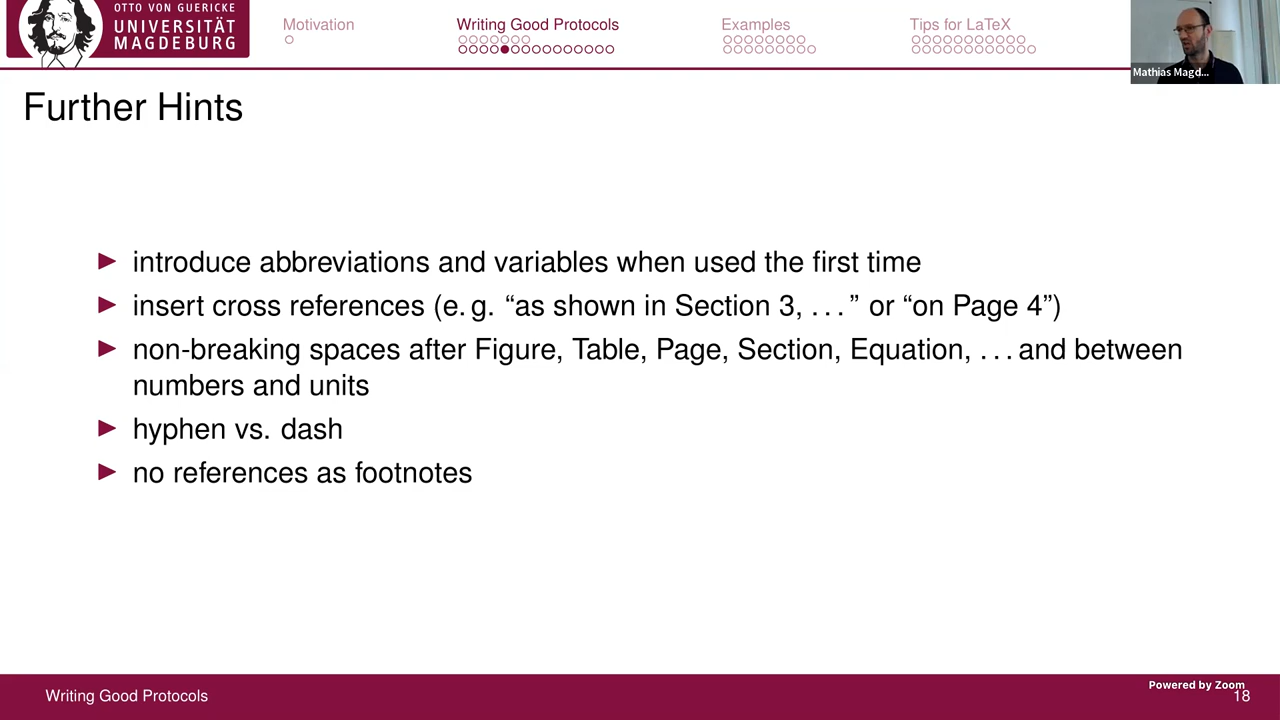 OTTO VON GUERICKE
UNIVERSITÄT
MAGDEBURG
Motivation
Writing Good Protocols
Examples
Tips for LaTeX
Mathias Magd...
Further Hints
introduce abbreviations and variables when used the first time
insert cross references (e. g. “as shown in Section 3, . . . ” or “on Page 4”)
non-breaking spaces after Figure, Table, Page, Section, Equation, . . . and between
numbers and units
hyphen vs. dash
no references as footnotes
Writing Good Protocols
Powered by Zoom
18